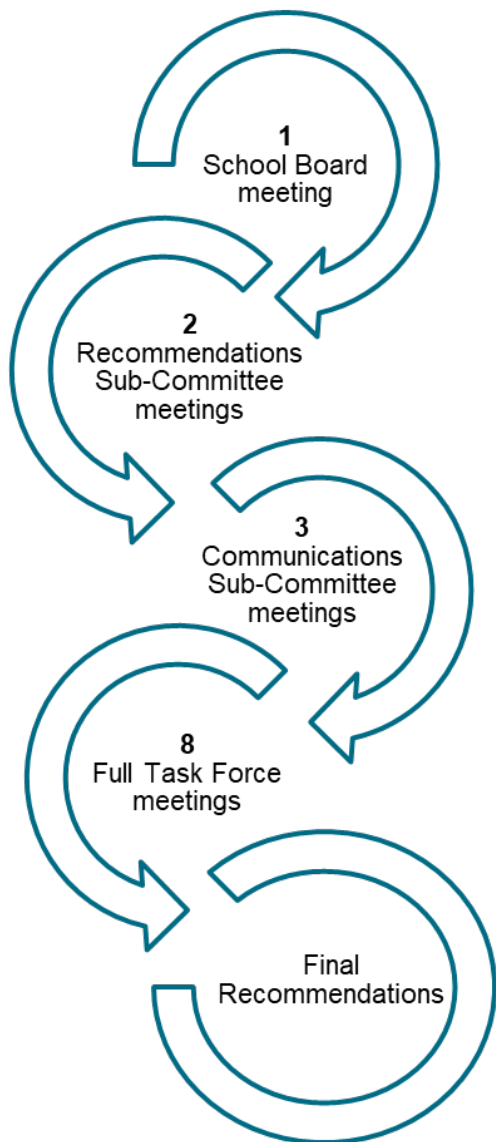 1
School Board
meeting
2
Recommendations
Sub-Committee
meetings
3
Communications
Sub-Committee
meetings
8
Full Task Force
meetings
Final
Recommendations